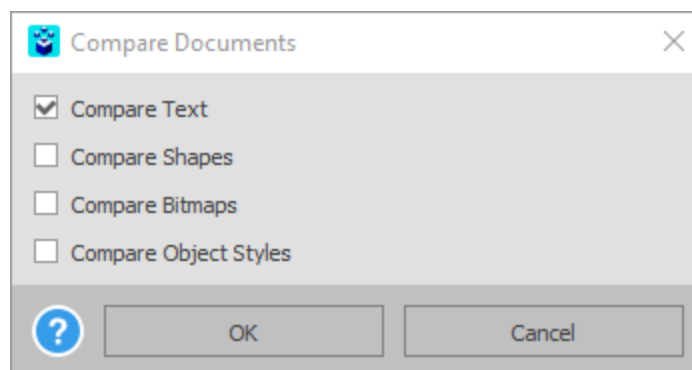 Compare Documents
Compare Text
Compare Shapes
Compare Bitmaps
Compare Object Styles
? OK Cancel